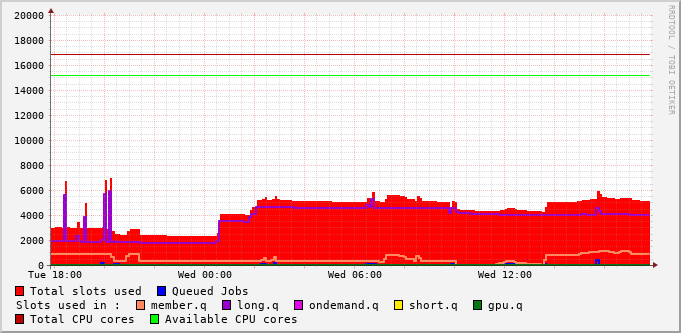 20000
18000
16000
14000
12000
10000
8000
6000
4000
2000
0
Tue 18:00 Wed 00:00 Wed 06:00 Wed 12:00
Total slots used Queued Jobs
Slots used in : member.q long.q ondemand.q short.q gpu.q
Total CPU cores Available CPU cores
RRDTOOL / TOBI OETIKER